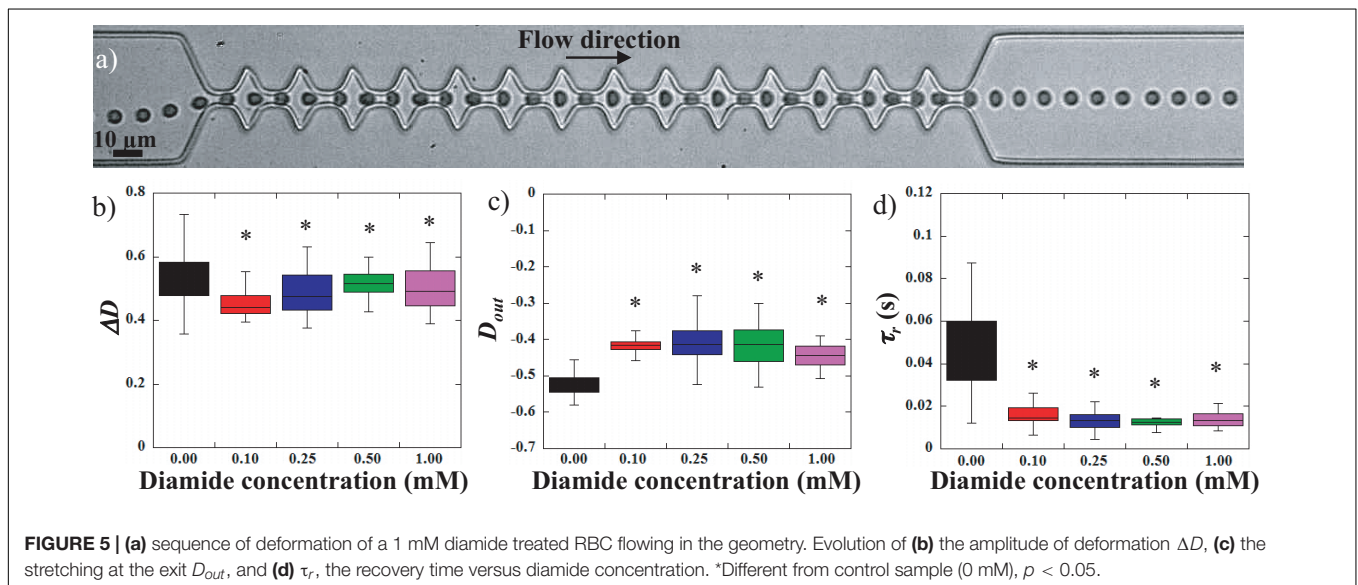 Flow direction
a)
10 μm
b)
0.8
0.6
0.4
0.2
0
ΔD
* * * *
0.00 0.10 0.25 0.50 1.00
Diamide concentration (mM)
c)
0
-0.1
-0.2
-0.3
-0.4
-0.5
-0.6
-0.7
D_out
* * * *
0.00 0.10 0.25 0.50 1.00
Diamide concentration (mM)
d)
0.12
0.1
0.08
0.06
0.04
0.02
0
τ_r (s)
* * * *
0.00 0.10 0.25 0.50 1.00
Diamide concentration (mM)
FIGURE 5 | (a) sequence of deformation of a 1 mM diamide treated RBC flowing in the geometry. Evolution of (b) the amplitude of deformation ΔD, (c) the
stretching at the exit D_out, and (d) τ_r, the recovery time versus diamide concentration. *Different from control sample (0 mM), p < 0.05.